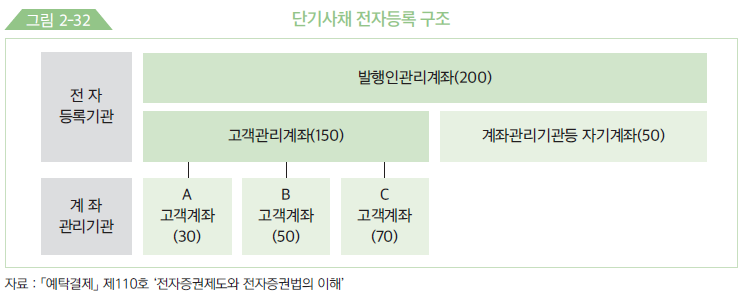 그림 2-32
단기사채 전자등록 구조
전 자
등록기관
발행인관리계좌(200)
고객관리계좌(150)
계좌관리기관등 자기계좌(50)
계 좌
관리기관
A
고객계좌
(30)
B
고객계좌
(50)
C
고객계좌
(70)
자료 : 「예탁결제」 제110호 ‘전자증권제도와 전자증권법의 이해’